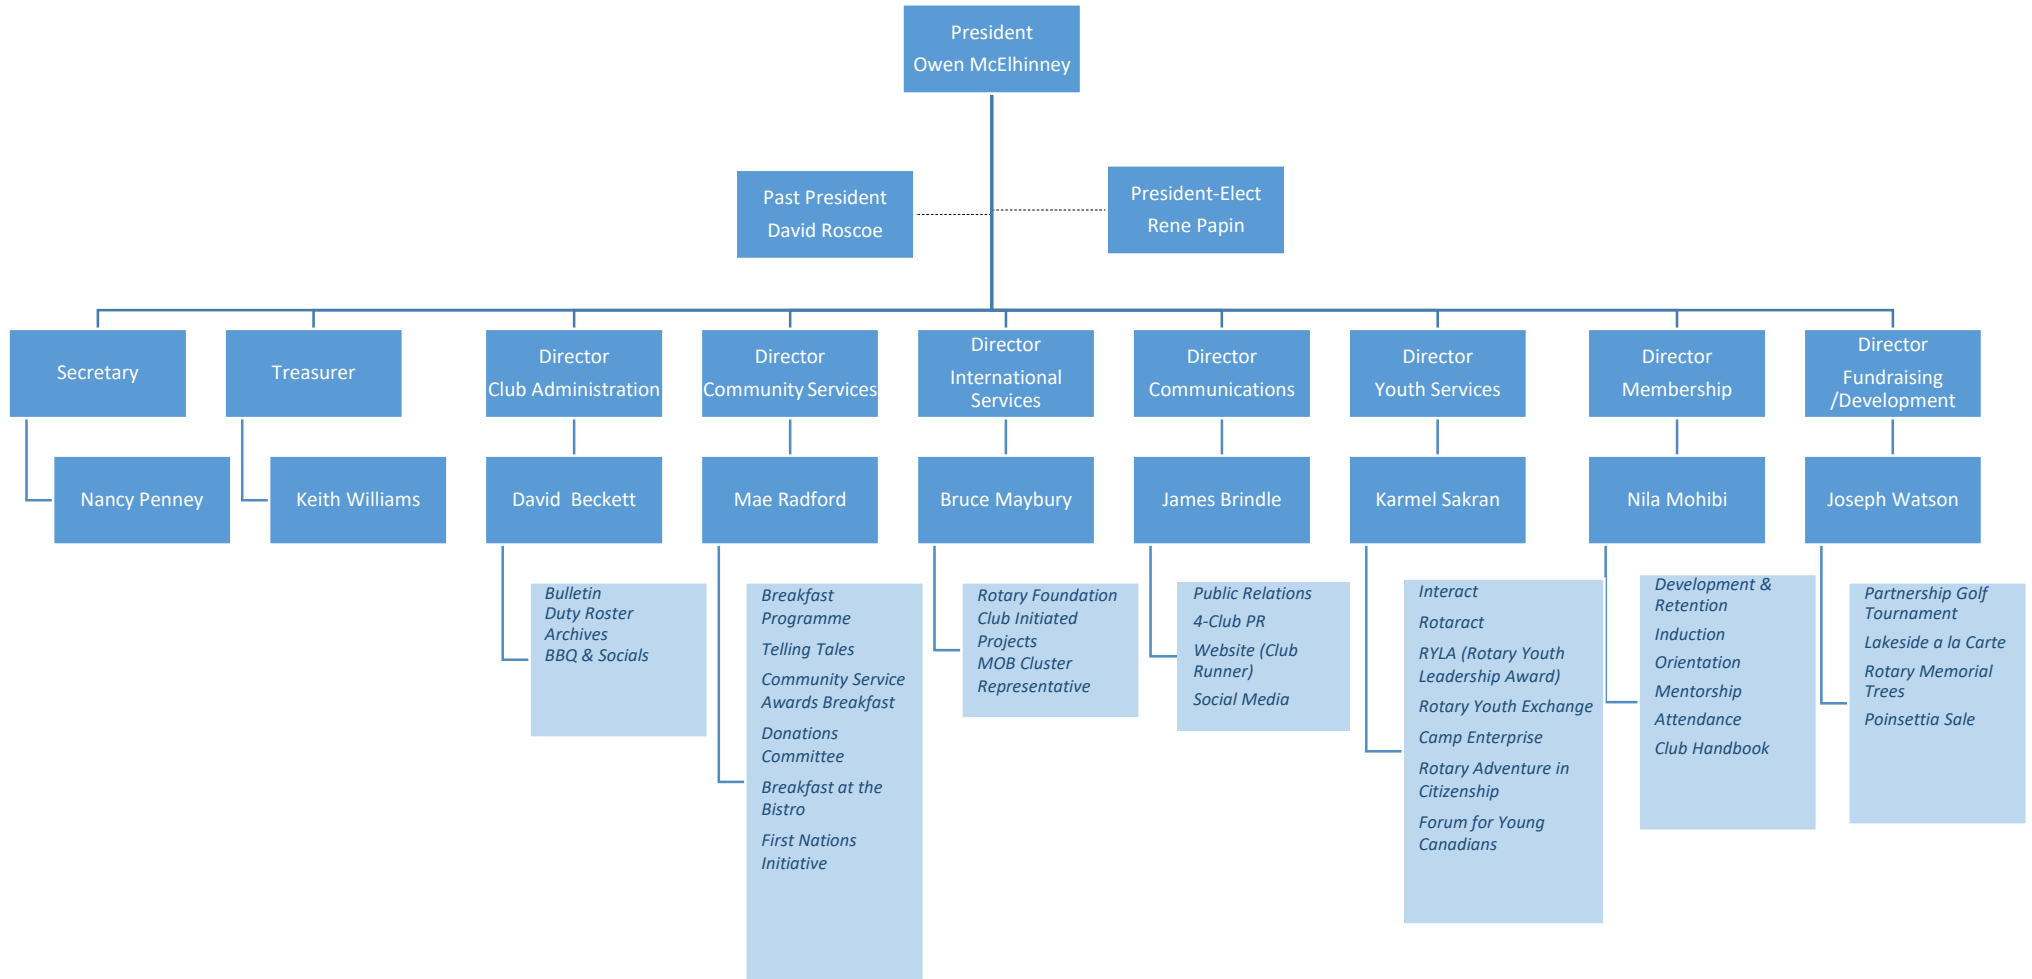 President
Owen McElhinney
Past President
David Roscoe
President-Elect
Rene Papin
Secretary
Nancy Penney
Treasurer
Keith Williams
Director
Club Administration
David  Beckett
Bulletin
Duty Roster
Archives
BBQ & Socials
Director
Community Services
Mae Radford
Breakfast
Programme
Telling Tales
Community Service
Awards Breakfast
Donations
Committee
Breakfast at the
Bistro
First Nations
Initiative
Director
International
Services
Bruce Maybury
Rotary Foundation
Club Initiated
Projects
MOB Cluster
Representative
Director
Communications
James Brindle
Public Relations
4-Club PR
Website (Club
Runner)
Social Media
Director
Youth Services
Karmel Sakran
Interact
Rotaract
RYLA (Rotary Youth
Leadership Award)
Rotary Youth Exchange
Camp Enterprise
Rotary Adventure in
Citizenship
Forum for Young
Canadians
Director
Membership
Nila Mohibi
Development &
Retention
Induction
Orientation
Mentorship
Attendance
Club Handbook
Director
Fundraising
/Development
Joseph Watson
Partnership Golf
Tournament
Lakeside a la Carte
Rotary Memorial
Trees
Poinsettia Sale